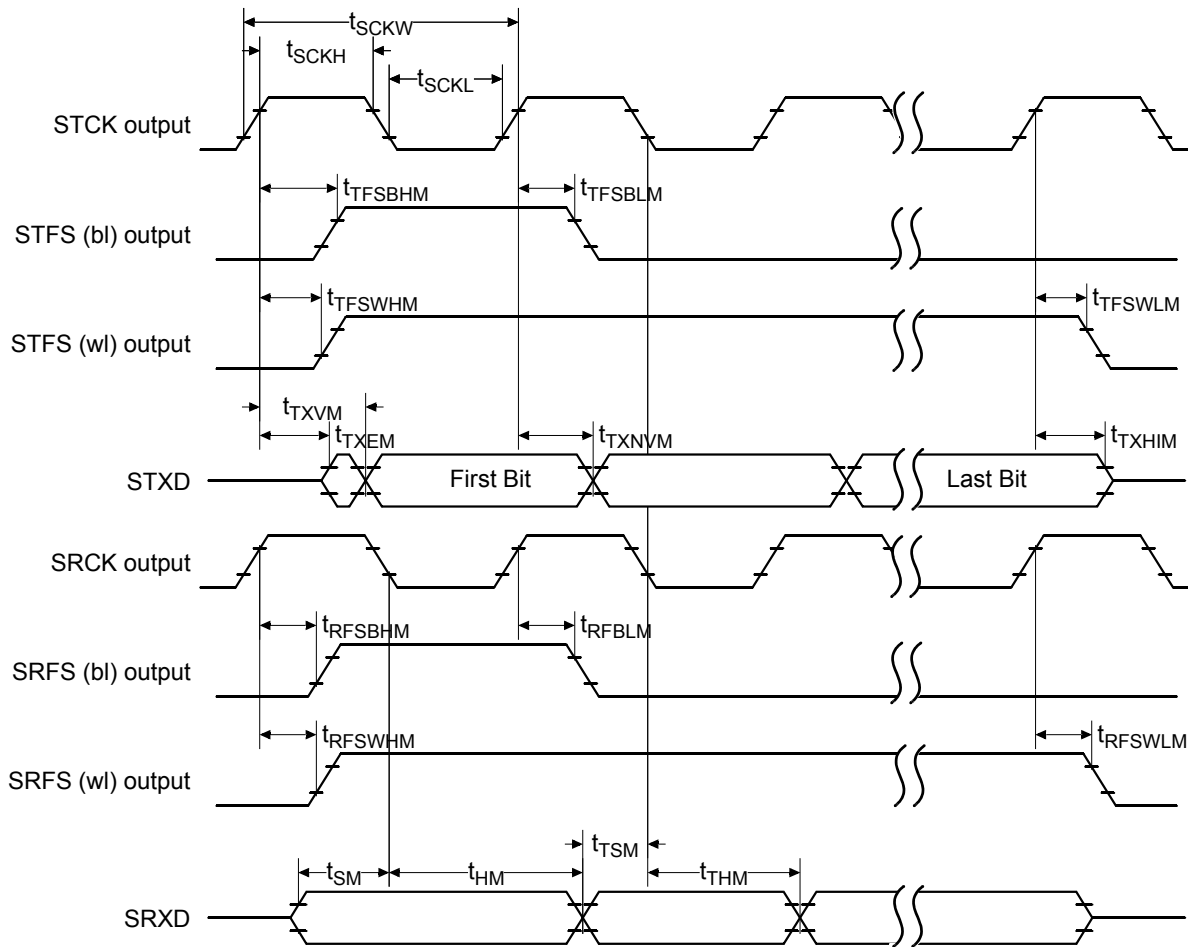 tSCKW
tSCKH
tSCKL
STCK output
tTFSBHM
tTFSBLM
STFS (bl) output
tTFSWHM
tTFSWLM
STFS (wl) output
tTXVM
tTXEM
tTXNVM
tTXHIM
STXD
First Bit
Last Bit
SRCK output
tRFSBHM
tRFBLM
SRFS (bl) output
tRFSWHM
tRFSWLM
SRFS (wl) output
tTSM
tSM
tHM
tTHM
SRXD